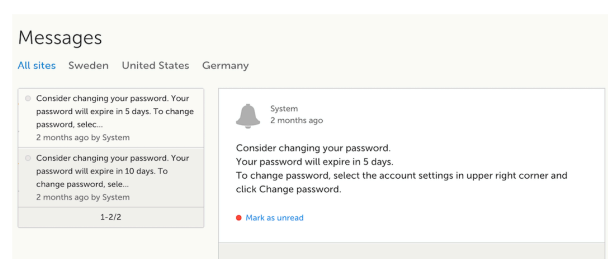 Messages
All sites Sweden United States Germany
Consider changing your password. Your
password will expire in 5 days. To change
password, selec...
2 months ago by System
Consider changing your password. Your
password will expire in 10 days. To
change password, sele...
2 months ago by System
1-2/2
System
2 months ago
Consider changing your password.
Your password will expire in 5 days.
To change password, select the account settings in upper right corner and
click Change password.
Mark as unread